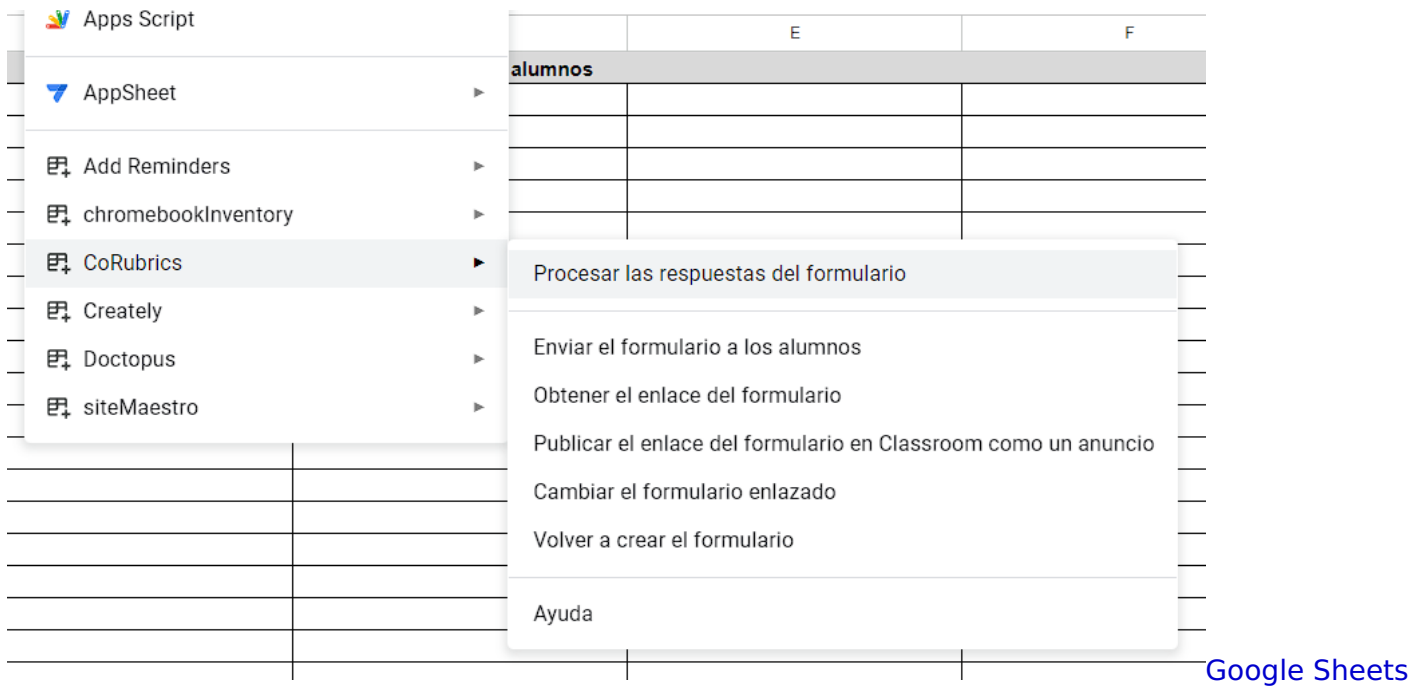 Apps Script
E
F
alumnos
AppSheet
Add Reminders
chromebookInventory
CoRubrics
Creately
Doctopus
siteMaestro
Procesar las respuestas del formulario
Enviar el formulario a los alumnos
Obtener el enlace del formulario
Publicar el enlace del formulario en Classroom como un anuncio
Cambiar el formulario enlazado
Volver a crear el formulario
Ayuda
Google Sheets